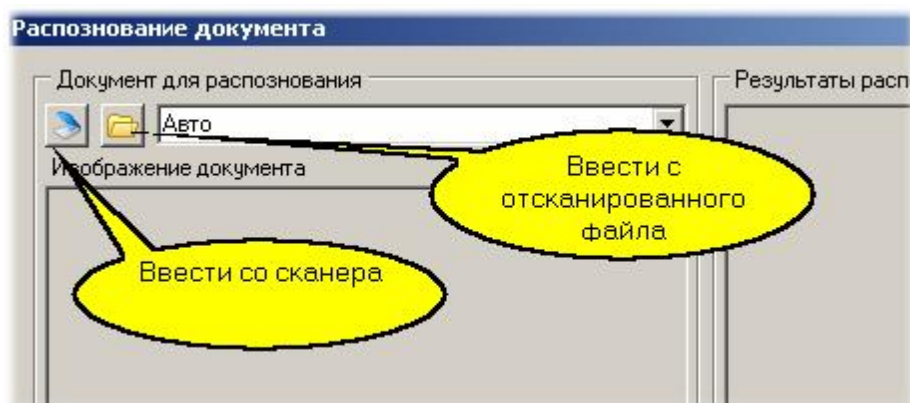 Распознование документа
Документ для распознования
Результаты расп
Авто
Изображение документа
Ввести с
отсканированного
файла
Ввести со сканера